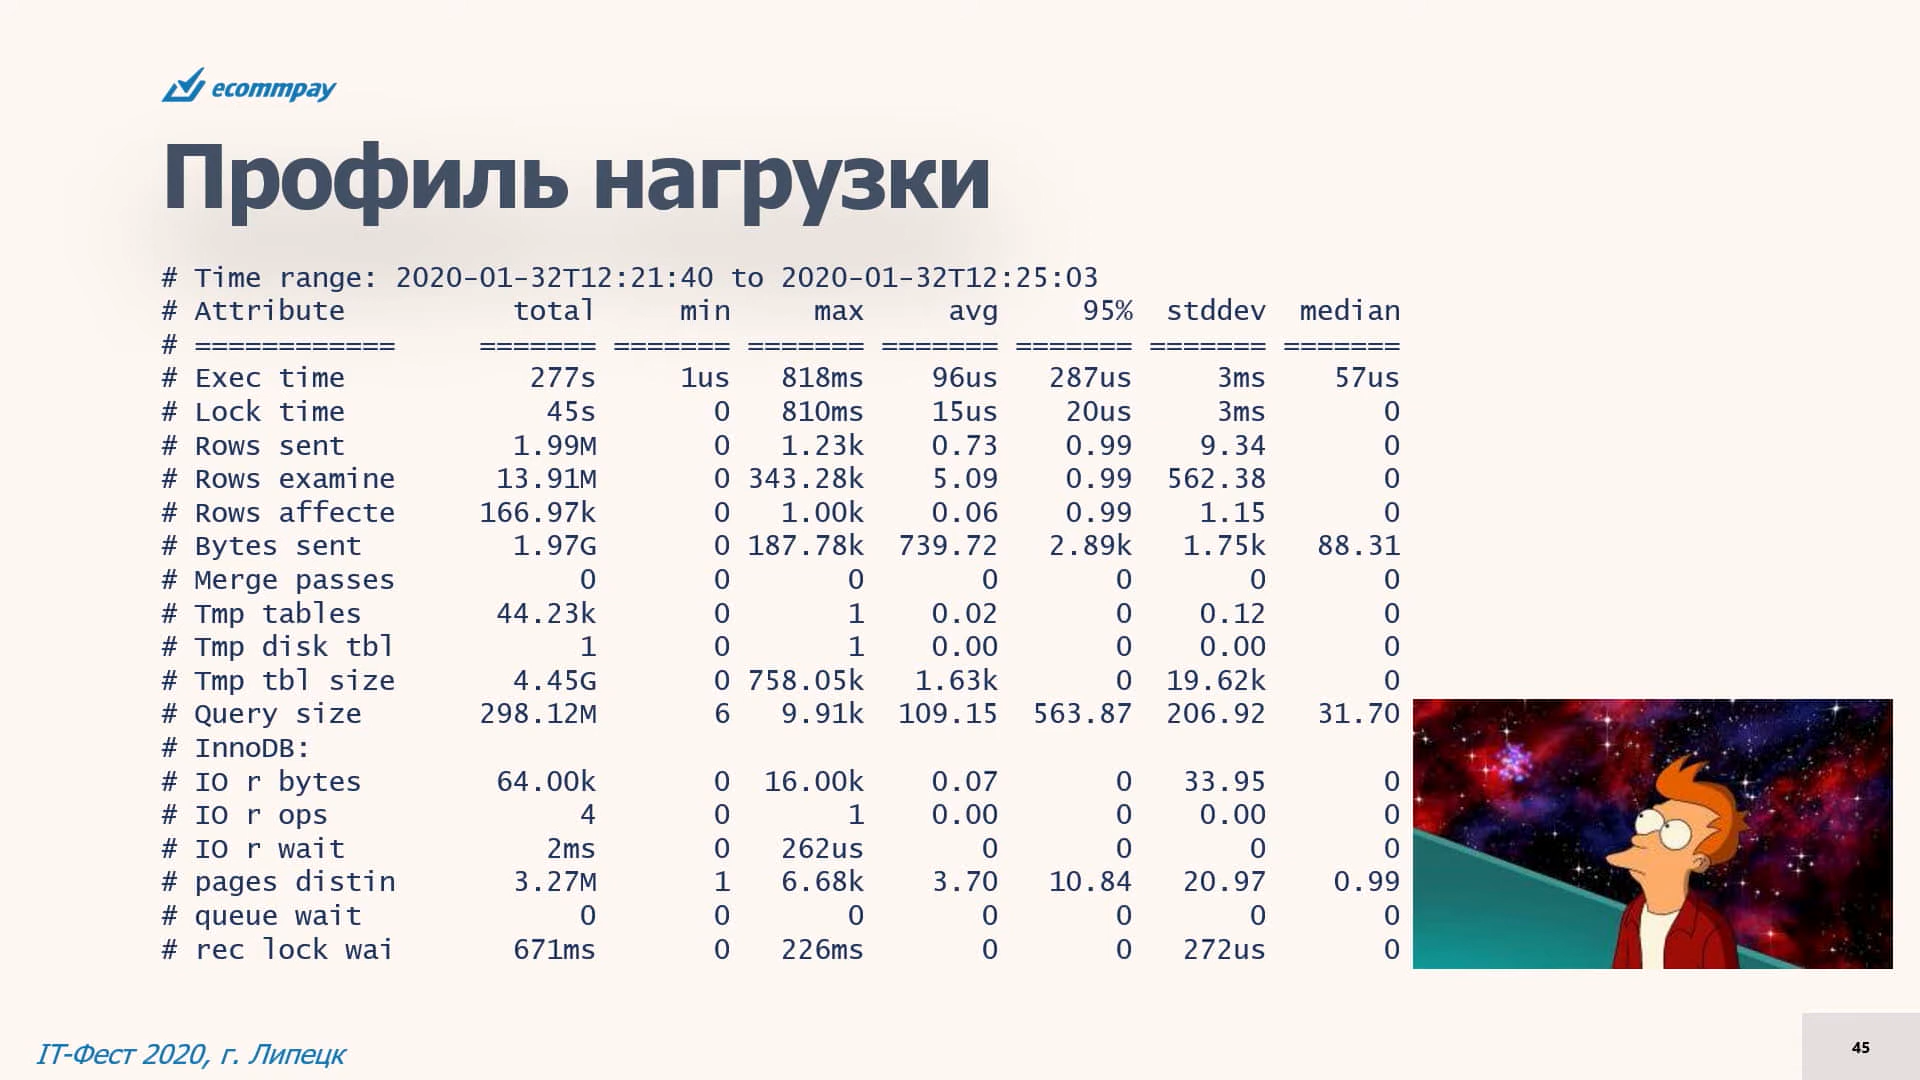 ecommpay
Профиль нагрузки
# Time range: 2020-01-32T12:21:40 to 2020-01-32T12:25:03
# Attribute          total     min     max     avg     95%  stddev  median
# ============     ======= ======= ======= ======= ======= ======= =======
# Exec time           277s     1us   818ms    96us   287us     3ms    57us
# Lock time            45s       0   810ms    15us    20us     3ms       0
# Rows sent          1.99M       0   1.23k    0.73    0.99    9.34       0
# Rows examine      13.91M       0 343.28k    5.09    0.99  562.38       0
# Rows affecte     166.97k       0   1.00k    0.06    0.99    1.15       0
# Bytes sent         1.97G       0 187.78k  739.72   2.89k   1.75k   88.31
# Merge passes           0       0       0       0       0       0       0
# Tmp tables        44.23k       0       1    0.02       0    0.12       0
# Tmp disk tbl           1       0       1    0.00       0    0.00       0
# Tmp tbl size       4.45G       0 758.05k   1.63k       0  19.62k       0
# Query size       298.12M       6   9.91k  109.15  563.87  206.92   31.70
# InnoDB:
# IO r bytes        64.00k       0  16.00k    0.07       0   33.95       0
# IO r ops               4       0       1    0.00       0    0.00       0
# IO r wait            2ms       0   262us       0       0       0       0
# pages distin       3.27M       1   6.68k    3.70   10.84   20.97    0.99
# queue wait             0       0       0       0       0       0       0
# rec lock wai       671ms       0   226ms       0       0   272us       0
IT-Фест 2020, г. Липецк
45